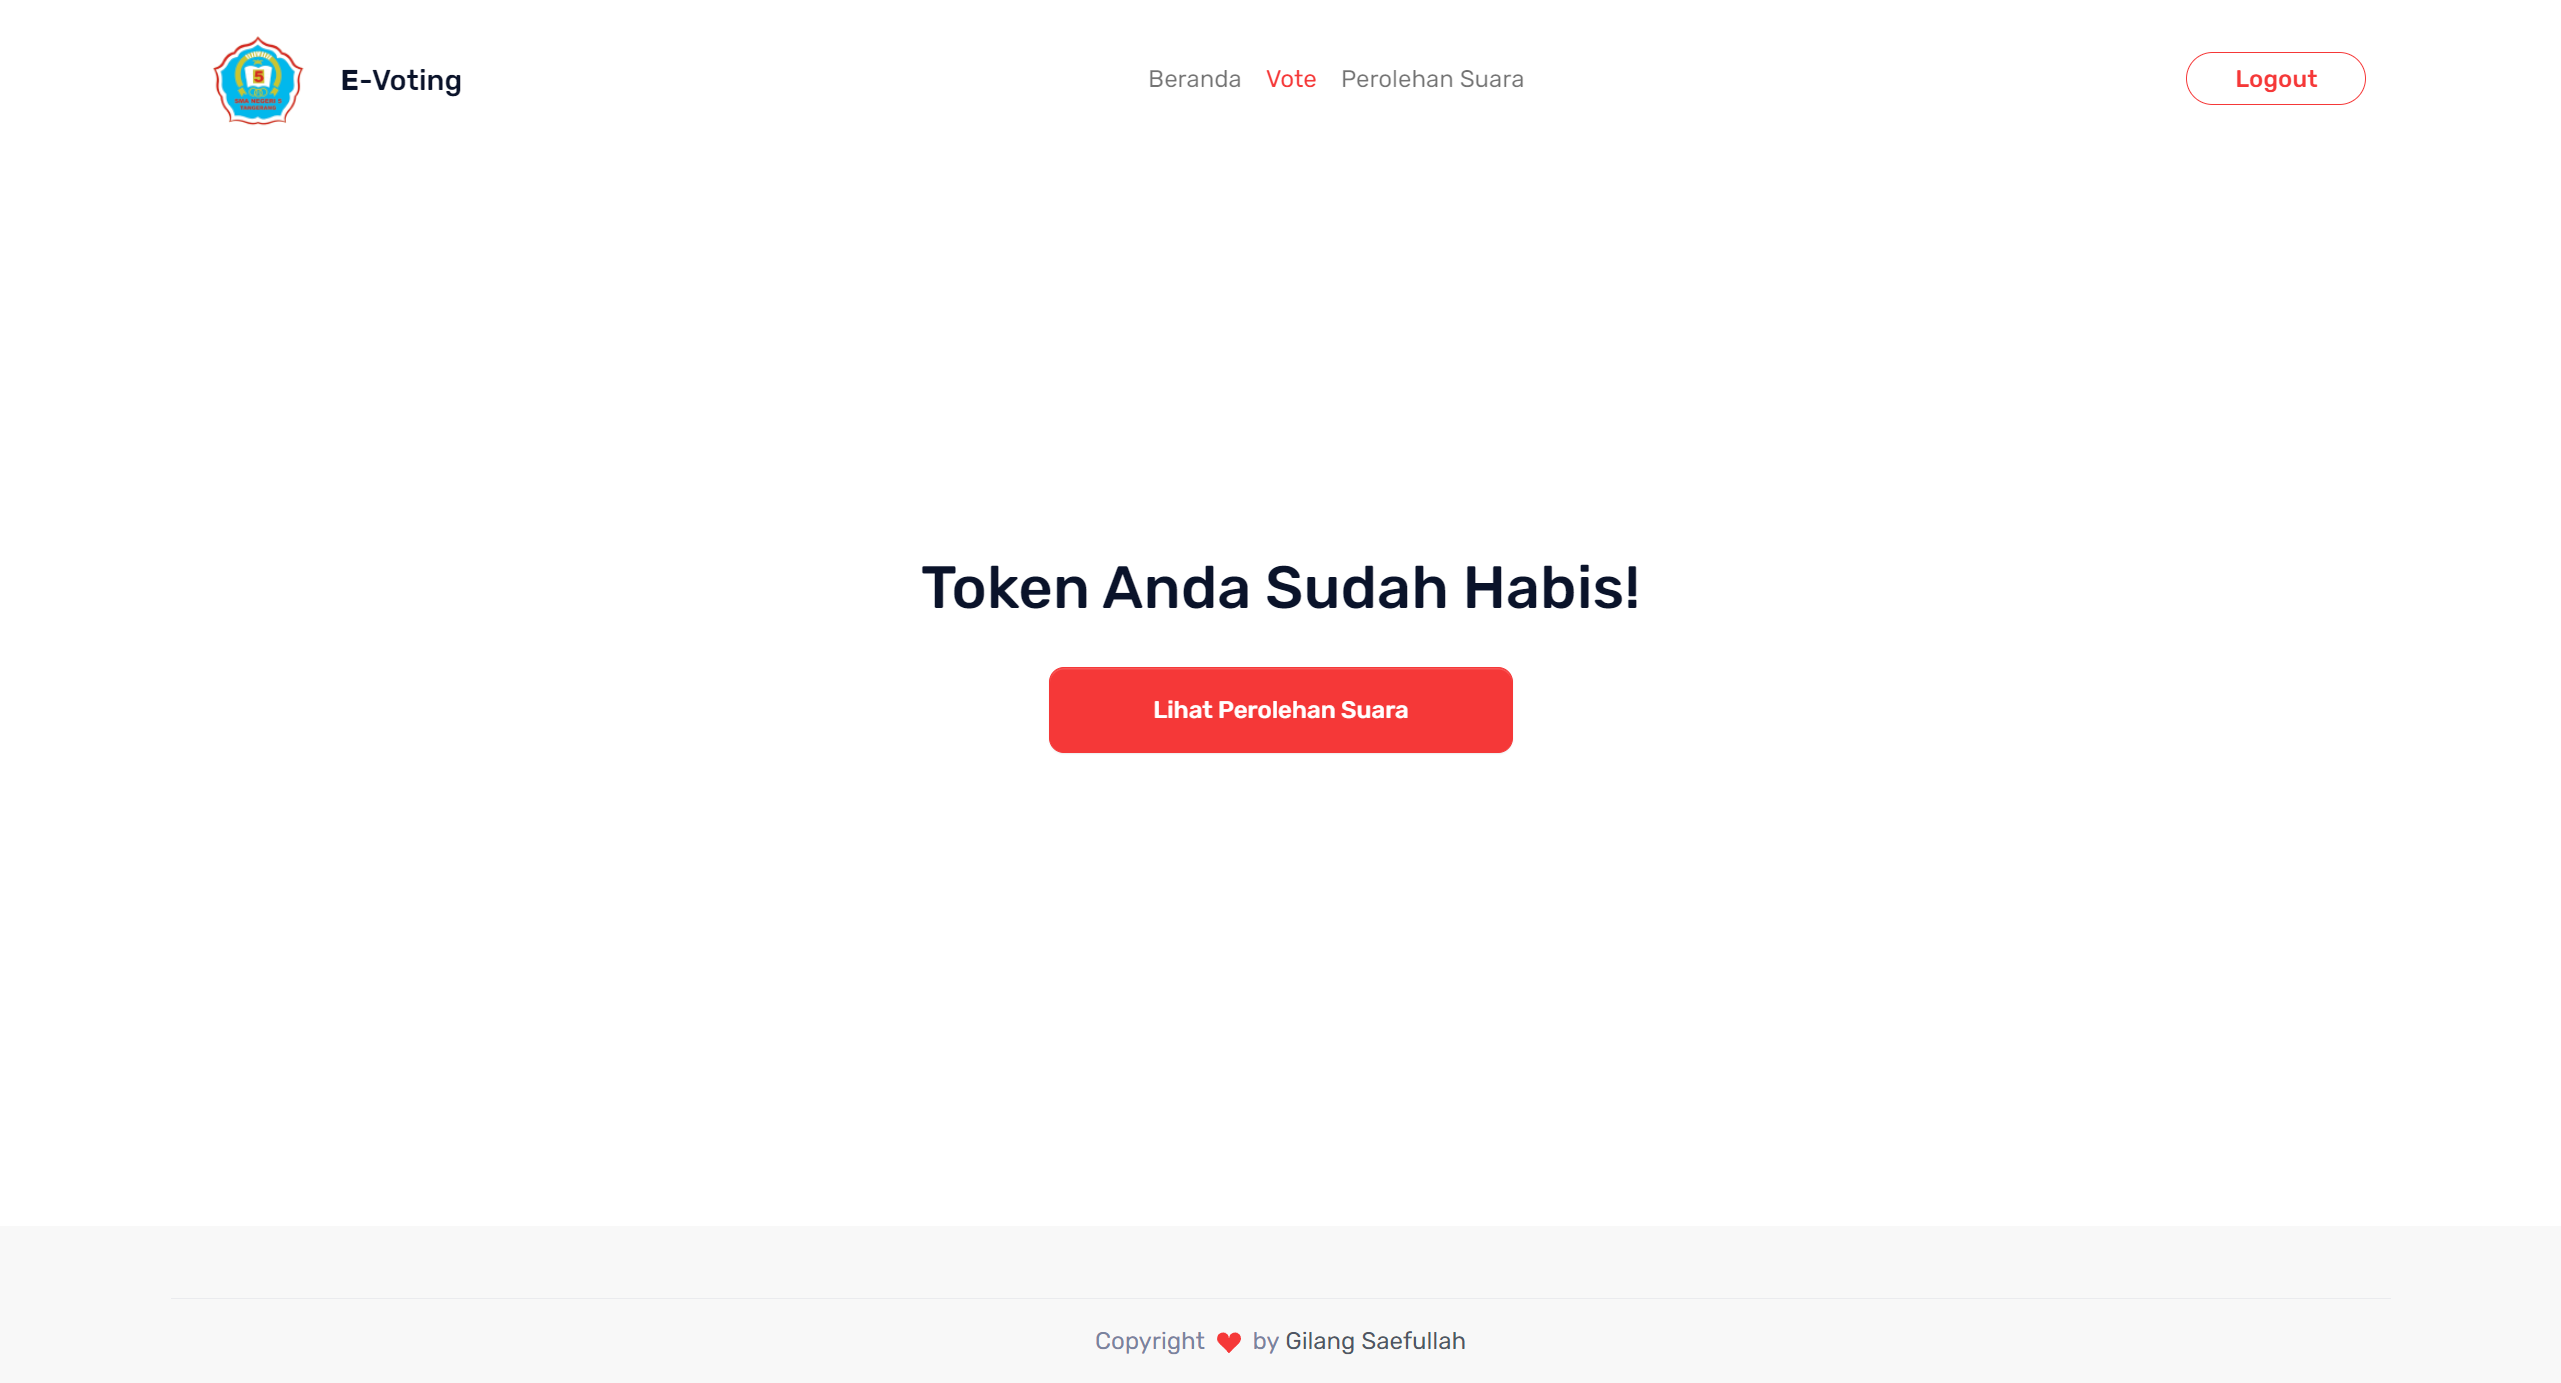 5
SMA NEGERI 5
TANGERANG
E-Voting
Beranda Vote Perolehan Suara
Logout
Token Anda Sudah Habis!
Lihat Perolehan Suara
Copyright ❤ by Gilang Saefullah